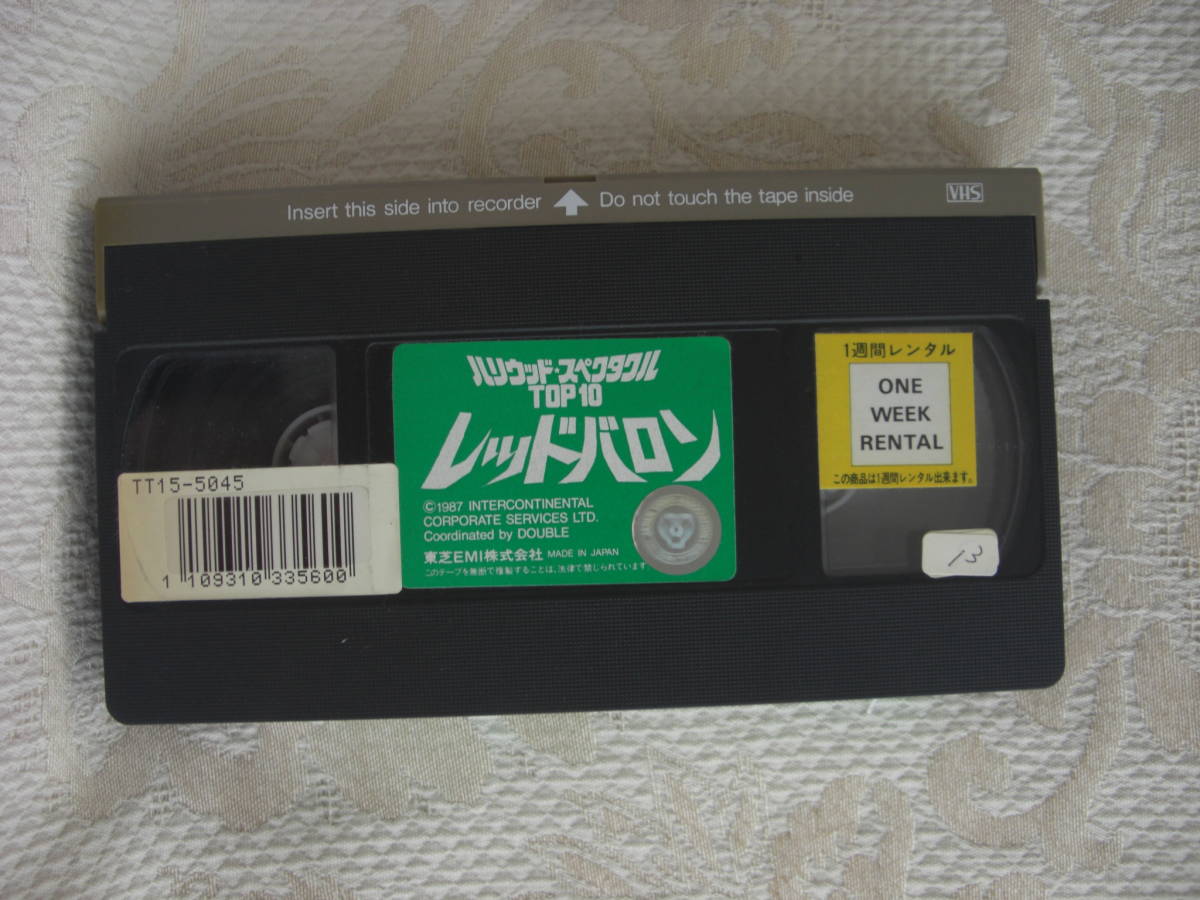 Insert this side into recorder Do not touch the tape inside VHS
ハリウッド・スペクタクル
TOP10
レッドバロン
©1987 INTERCONTINENTAL
CORPORATE SERVICES LTD.
Coordinated by DOUBLE
東芝EMI株式会社 MADE IN JAPAN
このテープを無断で複製することは、法律で禁じられています
TT15-5045
1 109310 335600
1週間レンタル
ONE
WEEK
RENTAL
この商品は1週間レンタル出来ます。
13